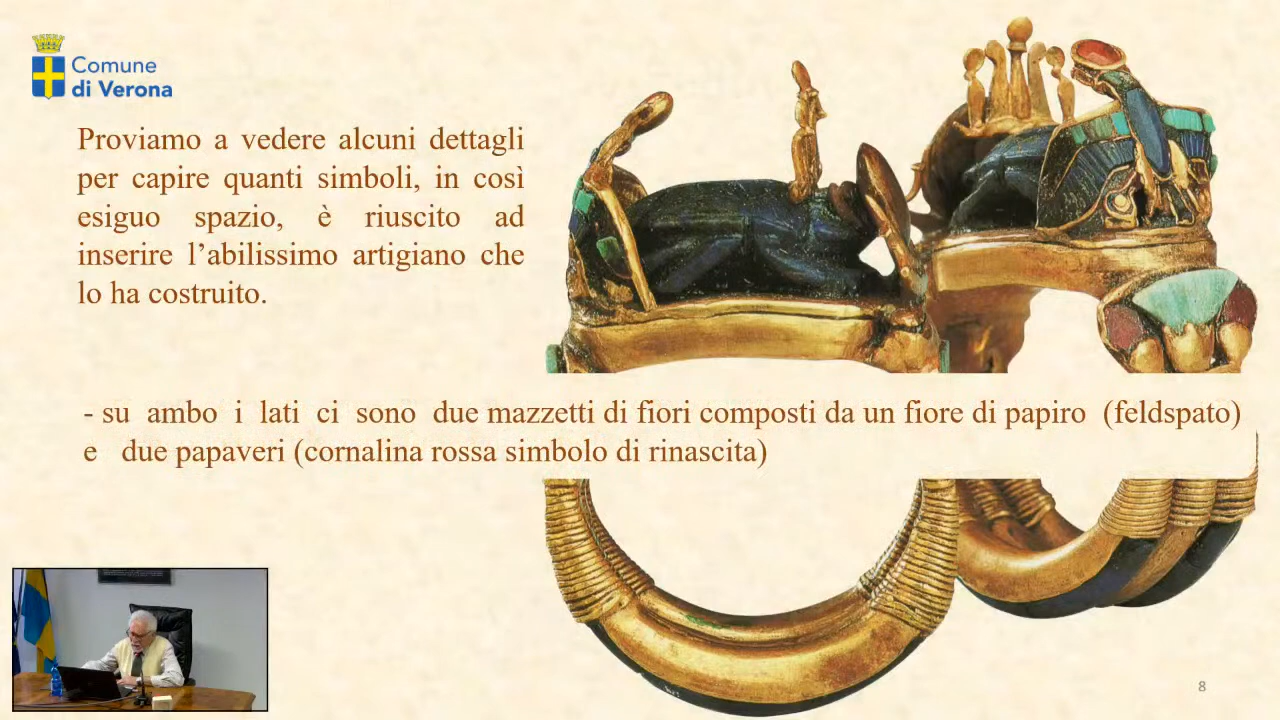 Comune
di Verona
Proviamo a vedere alcuni dettagli
per capire quanti simboli, in così
esiguo spazio, è riuscito ad
inserire l’abilissimo artigiano che
lo ha costruito.
- su ambo i lati ci sono due mazzetti di fiori composti da un fiore di papiro (feldspato)
e due papaveri (cornalina rossa simbolo di rinascita)
8